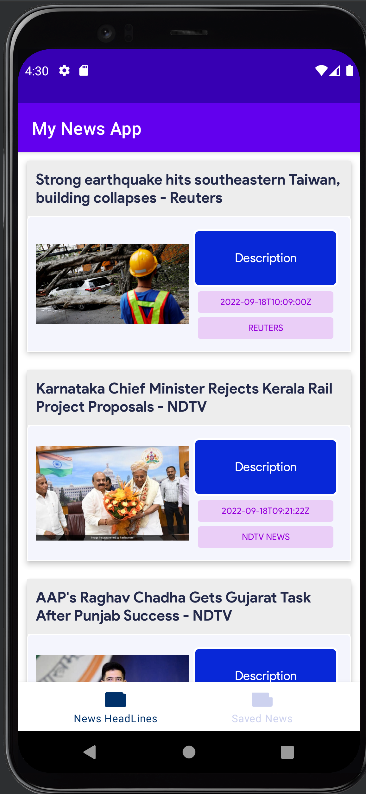 4:30
My News App
Strong earthquake hits southeastern Taiwan,
building collapses - Reuters
Description
2022-09-18T10:09:00Z
REUTERS
Karnataka Chief Minister Rejects Kerala Rail
Project Proposals - NDTV
Description
2022-09-18T09:21:22Z
NDTV NEWS
AAP's Raghav Chadha Gets Gujarat Task
After Punjab Success - NDTV
Description
News HeadLines
Saved News